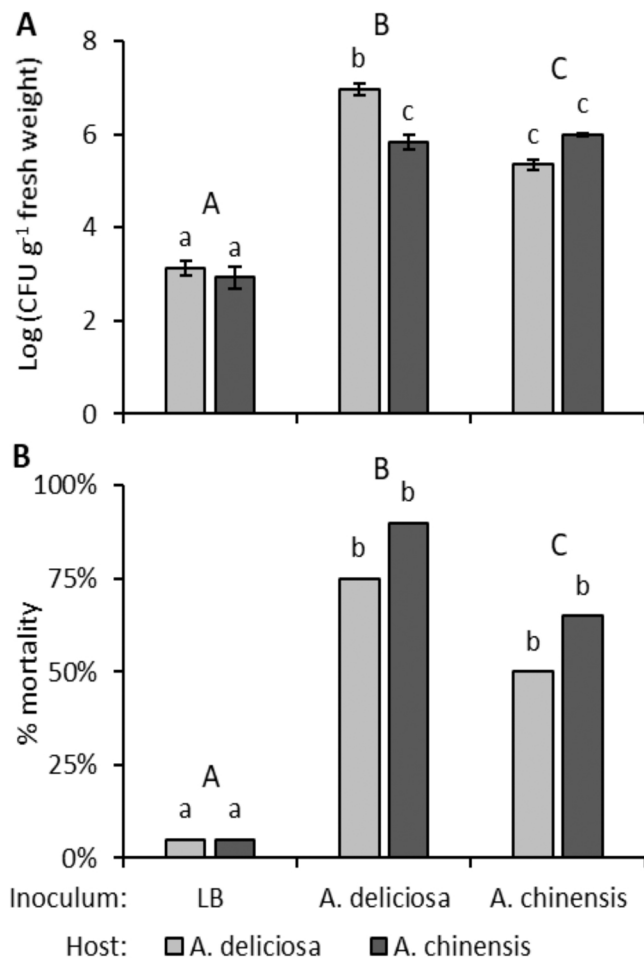 A
Log (CFU g⁻¹ fresh weight)
8
6
4
2
0
A
a
a
B
b
c
C
c
c
B
% mortality
100%
75%
50%
25%
0%
A
a
a
B
b
b
C
b
b
Inoculum: LB A. deliciosa A. chinensis
Host: A. deliciosa A. chinensis